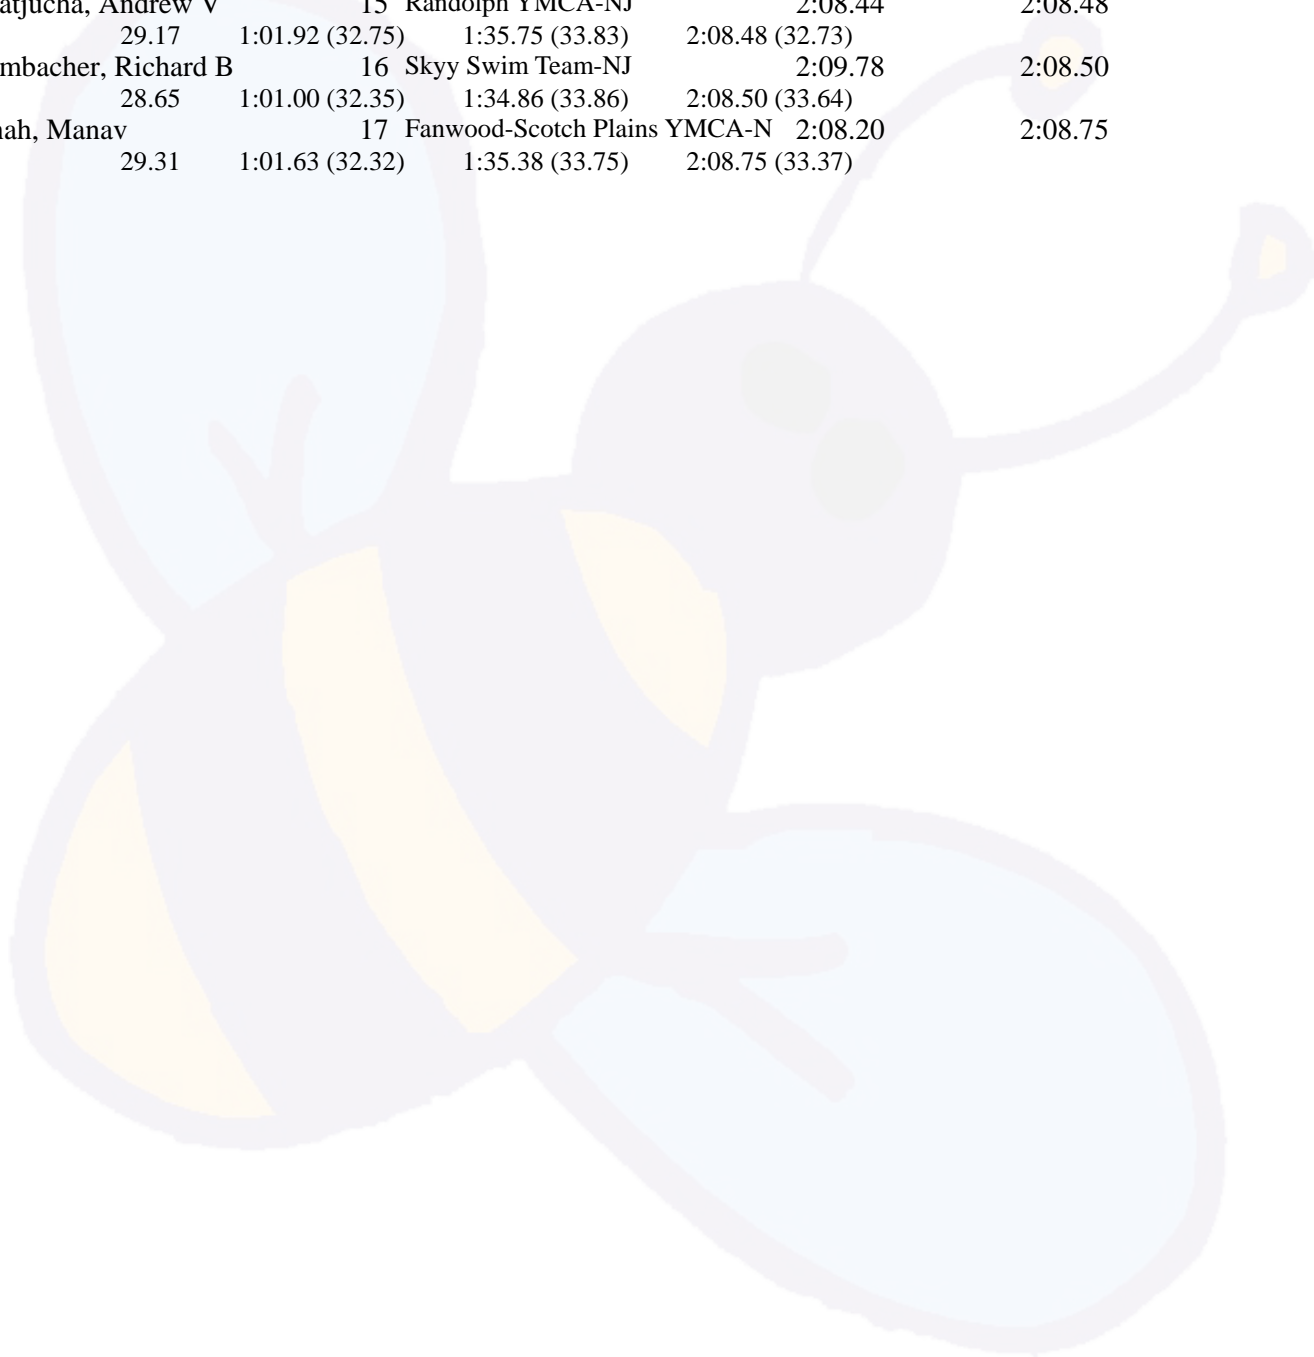 atjucha, Andrew V 15 Randolph YMCA-NJ 2:08.44 2:08.48
29.17 1:01.92 (32.75) 1:35.75 (33.83) 2:08.48 (32.73)
mbacher, Richard B 16 Skyy Swim Team-NJ 2:09.78 2:08.50
28.65 1:01.00 (32.35) 1:34.86 (33.86) 2:08.50 (33.64)
ah, Manav 17 Fanwood-Scotch Plains YMCA-N 2:08.20 2:08.75
29.31 1:01.63 (32.32) 1:35.38 (33.75) 2:08.75 (33.37)